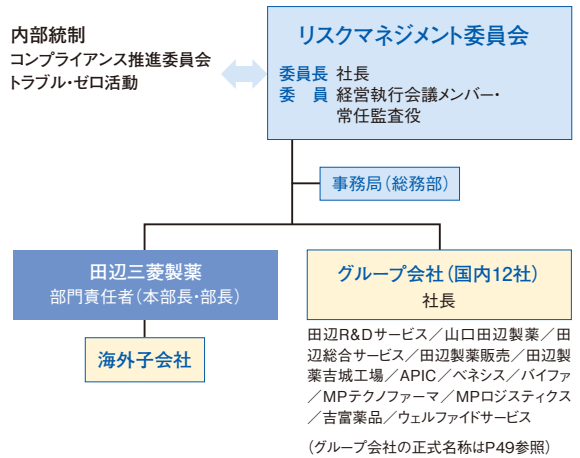 内部統制
コンプライアンス推進委員会
トラブル・ゼロ活動
リスクマネジメント委員会
委員長 社長
委　員 経営執行会議メンバー・
常任監査役
事務局(総務部)
田辺三菱製薬
部門責任者(本部長・部長)
海外子会社
グループ会社(国内12社)
社長
田辺R&Dサービス／山口田辺製薬／田
辺総合サービス／田辺製薬販売／田辺製
薬吉城工場／APIC／ベネシス／バイファ
／MPテクノファーマ／MPロジスティクス
／吉富薬品／ウェルファイドサービス
(グループ会社の正式名称はP49参照)